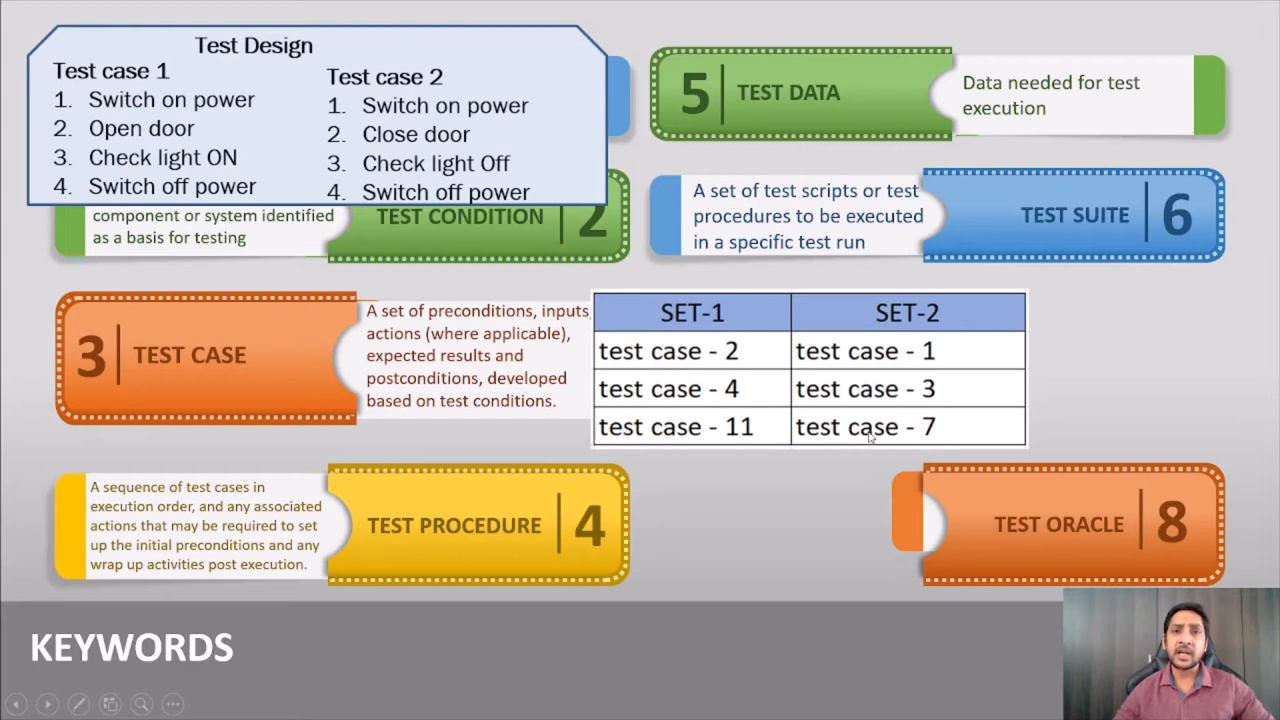 Test Design
Test case 1
1. Switch on power
2. Open door
3. Check light ON
4. Switch off power
Test case 2
1. Switch on power
2. Close door
3. Check light Off
4. Switch off power
component or system identified
as a basis for testing
TEST CONDITION
2
3
TEST CASE
A set of preconditions, inputs,
actions (where applicable),
expected results and
postconditions, developed
based on test conditions.
A sequence of test cases in
execution order, and any associated
actions that may be required to set
up the initial preconditions and any
wrap up activities post execution.
TEST PROCEDURE
4
5
TEST DATA
Data needed for test
execution
A set of test scripts or test
procedures to be executed
in a specific test run
TEST SUITE
6
SET-1 SET-2
test case - 2 test case - 1
test case - 4 test case - 3
test case - 11 test case - 7
TEST ORACLE
8
KEYWORDS